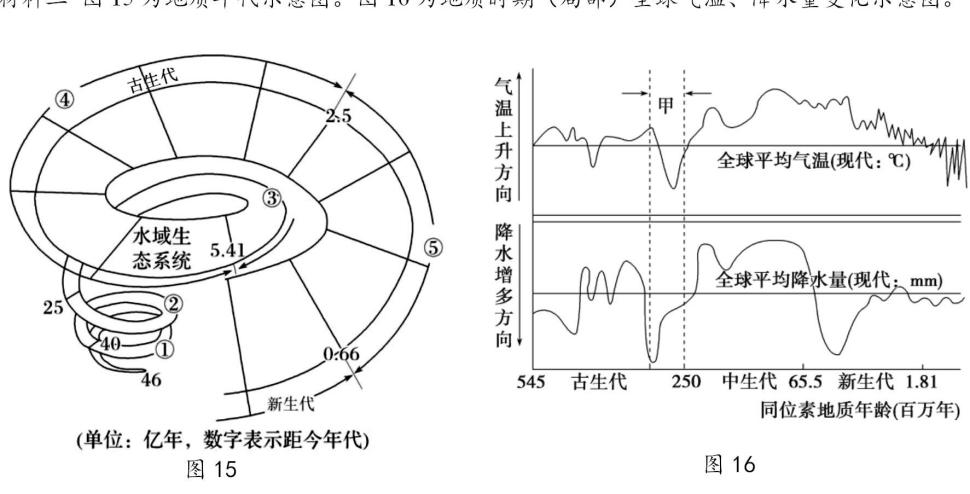 材料二 图 15 为地质年代示意图。图 16 为地质时期（局部）全球气温、降水量变化示意图。
古生代
④
2.5
③
⑤
水域生
态系统
5.41
25
②
40
①
46
0.66
新生代
(单位：亿年，数字表示距今年代)
图 15
气温上升方向
甲
全球平均气温(现代：℃)
降水增多方向
全球平均降水量(现代：mm)
545 古生代 250 中生代 65.5 新生代 1.81
同位素地质年龄(百万年)
图 16